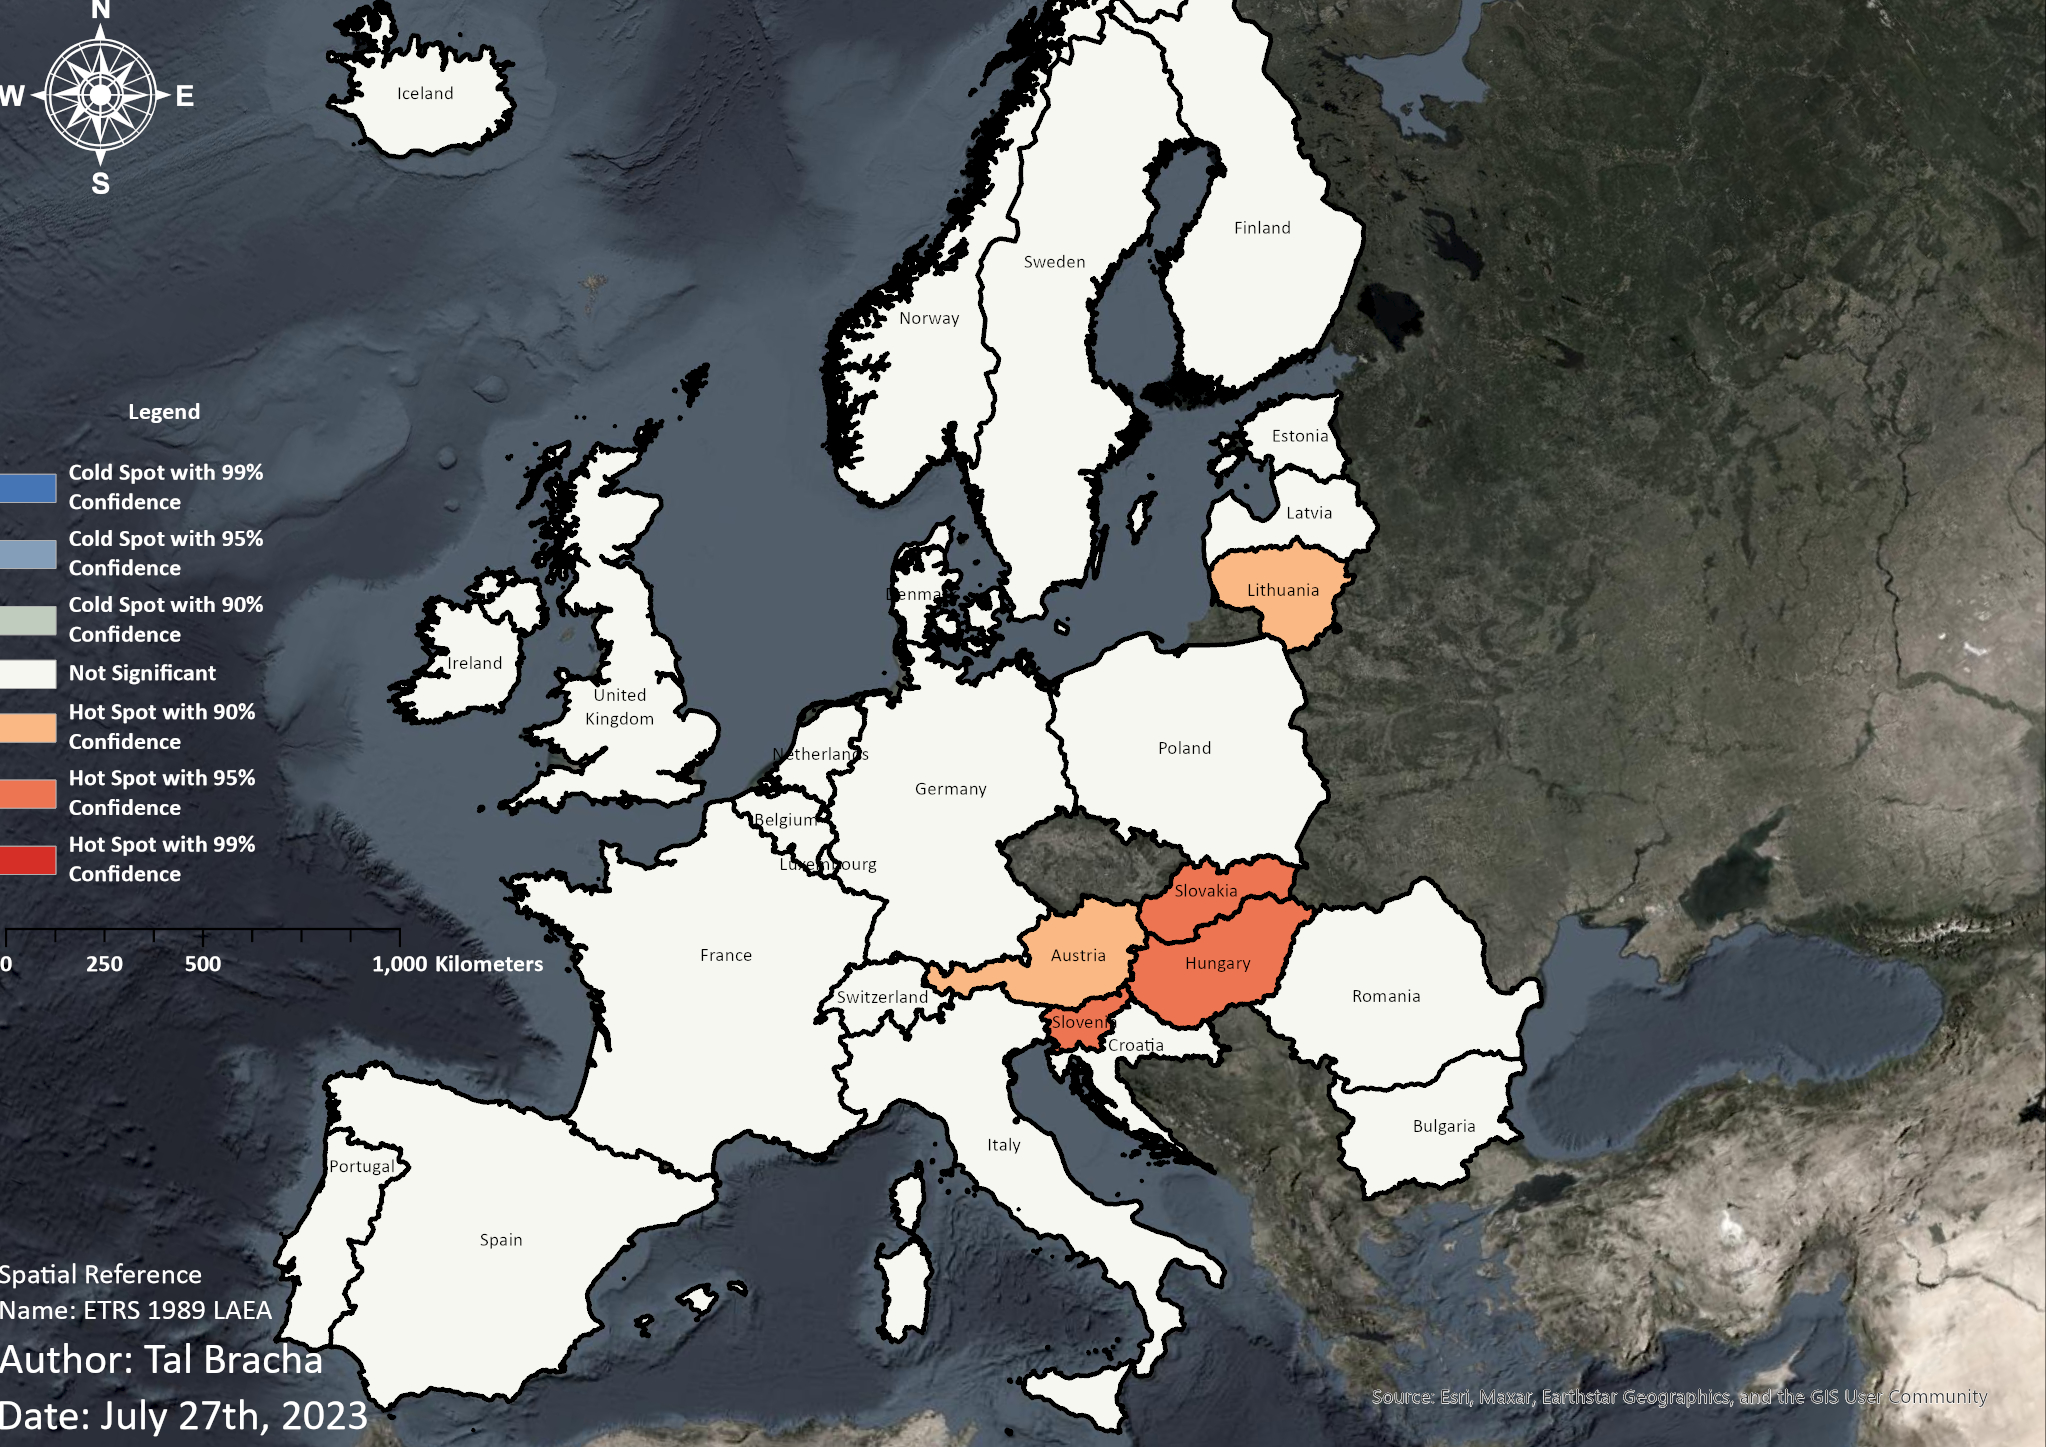 N
W
E
S
Iceland
Finland
Sweden
Norway
Legend
Estonia
Cold Spot with 99%
Confidence
Latvia
Cold Spot with 95%
Confidence
Lithuania
Denmar
Cold Spot with 90%
Confidence
Ireland
Not Significant
United
Kingdom
Hot Spot with 90%
Confidence
Poland
Netherlands
Hot Spot with 95%
Confidence
Germany
Belgium
Hot Spot with 99%
Confidence
Luxembourg
Slovakia
France
Austria
Hungary
0 250 500 1,000 Kilometers
Switzerland
Romania
Slovenia
Croatia
Bulgaria
Italy
Portugal
Spain
Spatial Reference
Name: ETRS 1989 LAEA
Author: Tal Bracha
Date: July 27th, 2023
Source: Esri, Maxar, Earthstar Geographics, and the GIS User Community